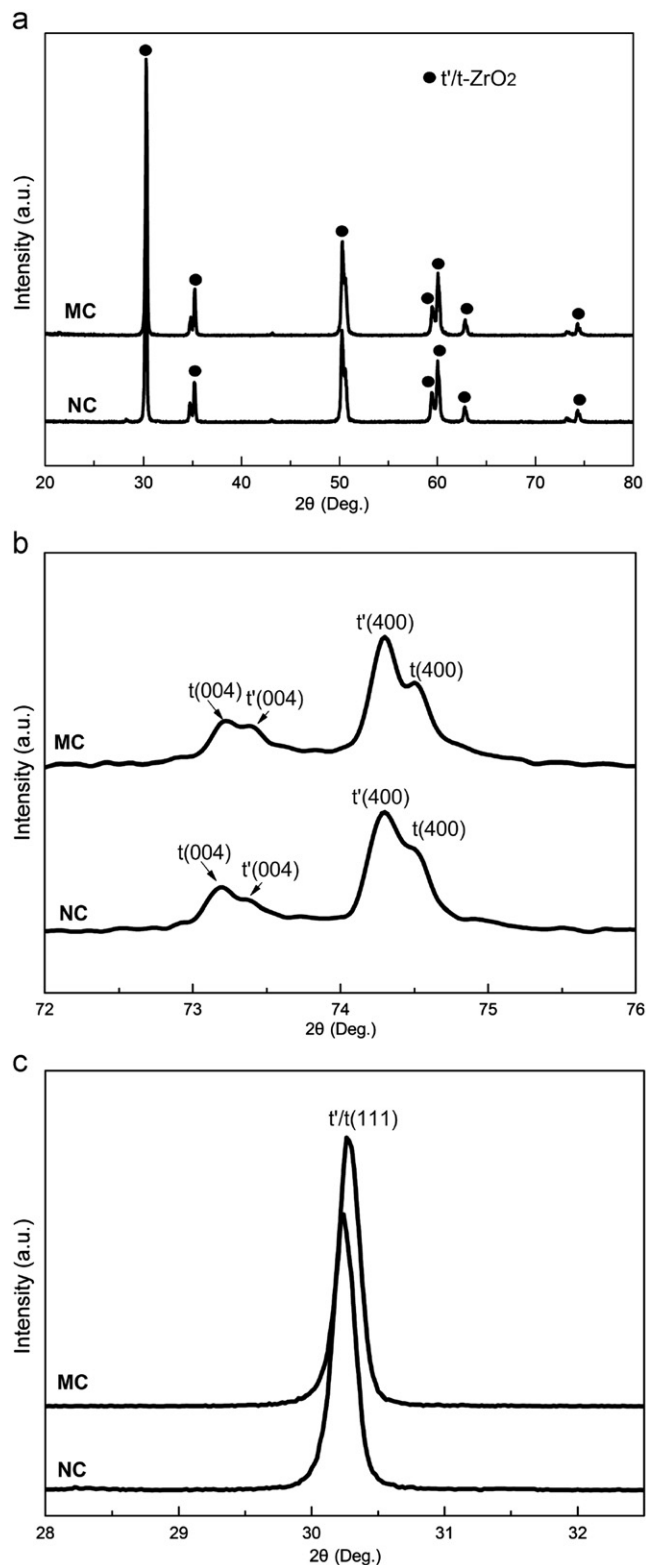 a
● t'/t-ZrO2
MC
NC
Intensity (a.u.)
20 30 40 50 60 70 80
2θ (Deg.)
b
t'(400)
t(400)
t(004)
t'(004)
MC
t'(400)
t(400)
t(004)
t'(004)
NC
Intensity (a.u.)
72 73 74 75 76
2θ (Deg.)
c
t'/t(111)
MC
NC
Intensity (a.u.)
28 29 30 31 32
2θ (Deg.)